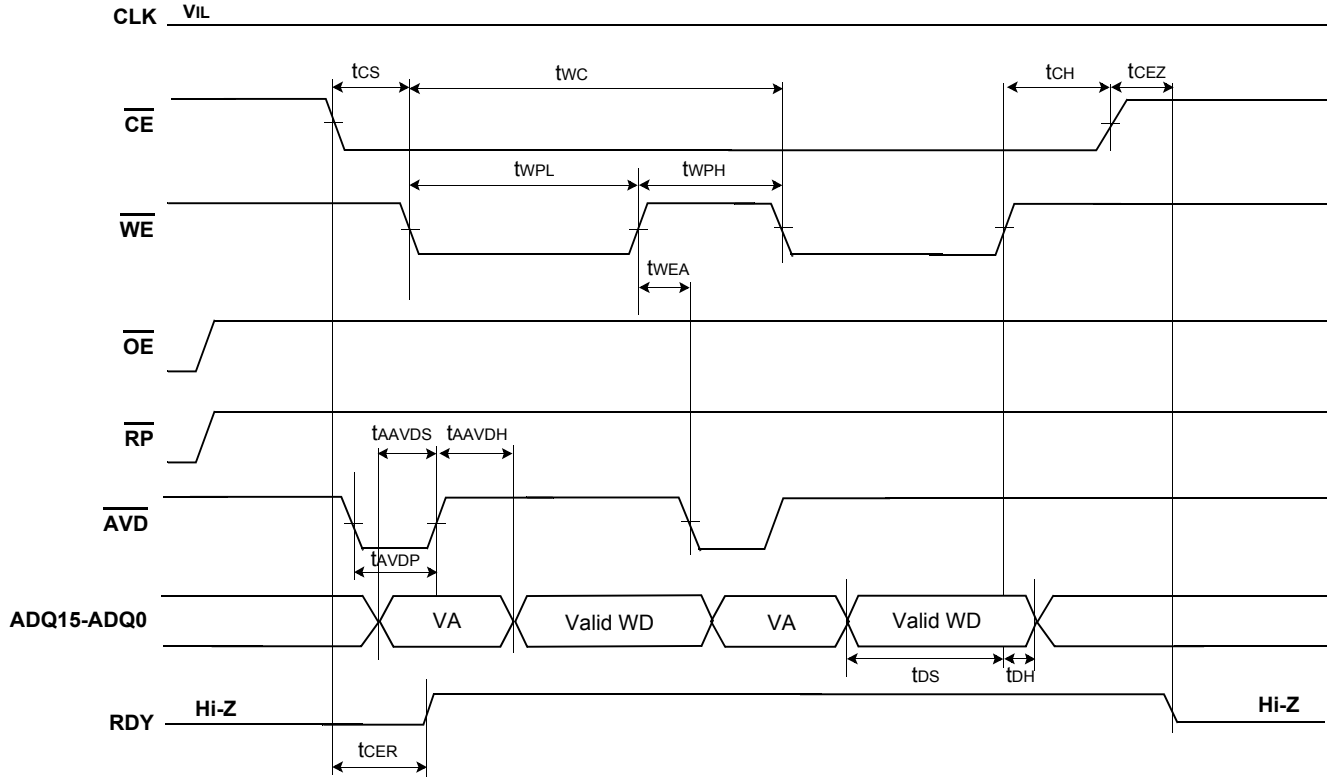 CLK VIL
tCS tWC tCH tCEZ
CE
tWPL tWPH
WE
tWEA
OE
RP
tAAVDS tAAVDH
AVD
tAVDP
ADQ15-ADQ0 VA Valid WD VA Valid WD
tDS tDH
RDY Hi-Z Hi-Z
tCER